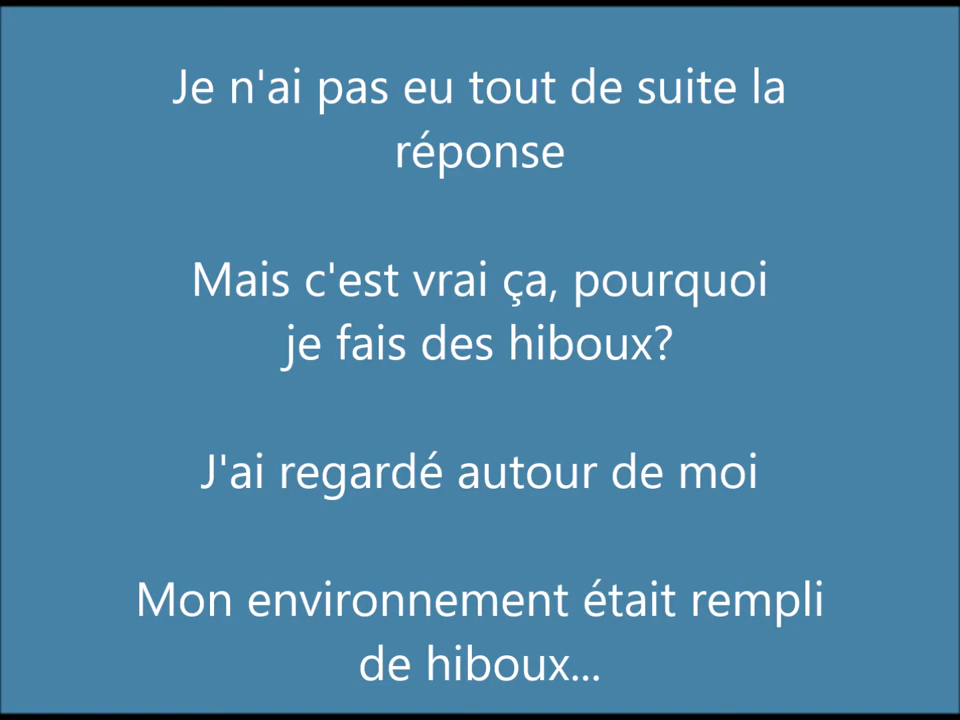 Je n'ai pas eu tout de suite la
réponse
Mais c'est vrai ça, pourquoi
je fais des hiboux?
J'ai regardé autour de moi
Mon environnement était rempli
de hiboux...